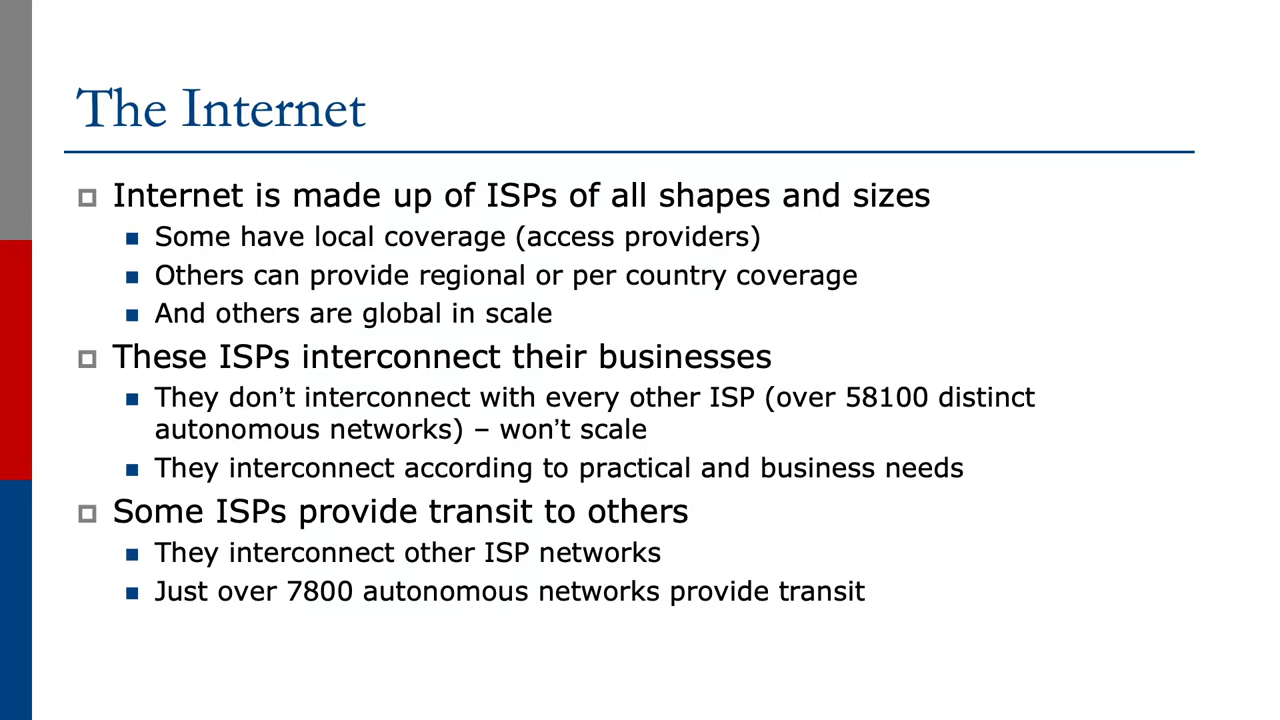 The Internet
Internet is made up of ISPs of all shapes and sizes
Some have local coverage (access providers)
Others can provide regional or per country coverage
And others are global in scale
These ISPs interconnect their businesses
They don’t interconnect with every other ISP (over 58100 distinct
autonomous networks) – won’t scale
They interconnect according to practical and business needs
Some ISPs provide transit to others
They interconnect other ISP networks
Just over 7800 autonomous networks provide transit